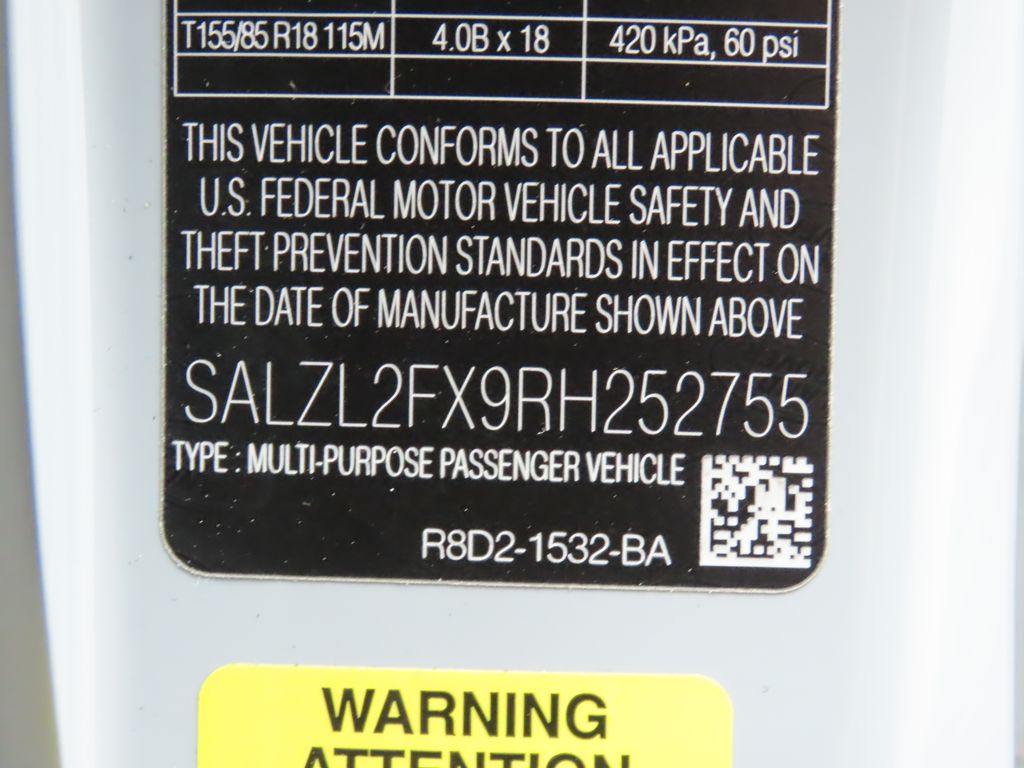 T155/85 R18 115M 4.0B x 18 420 kPa, 60 psi
THIS VEHICLE CONFORMS TO ALL APPLICABLE
U.S. FEDERAL MOTOR VEHICLE SAFETY AND
THEFT PREVENTION STANDARDS IN EFFECT ON
THE DATE OF MANUFACTURE SHOWN ABOVE
SALZL2FX9RH252755
TYPE : MULTI-PURPOSE PASSENGER VEHICLE
R8D2-1532-BA
WARNING
ATTENTION